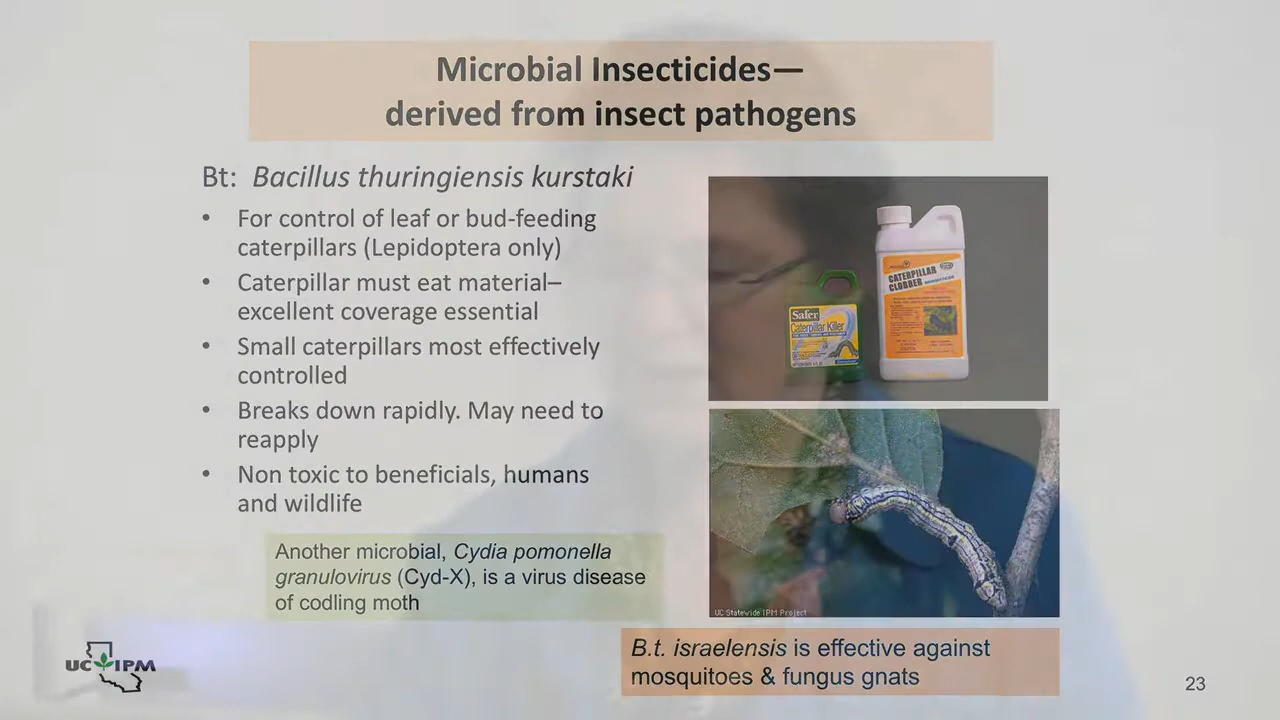 Microbial Insecticides—
derived from insect pathogens
Bt: Bacillus thuringiensis kurstaki
• For control of leaf or bud-feeding
caterpillars (Lepidoptera only)
• Caterpillar must eat material–
excellent coverage essential
• Small caterpillars most effectively
controlled
• Breaks down rapidly. May need to
reapply
• Non toxic to beneficials, humans
and wildlife
Another microbial, Cydia pomonella
granulovirus (Cyd-X), is a virus disease
of codling moth
Safer
Caterpillar Killer
CATERPILLAR
CLOBBER
UC Statewide IPM Project
B.t. israelensis is effective against
mosquitoes & fungus gnats
UC IPM
23